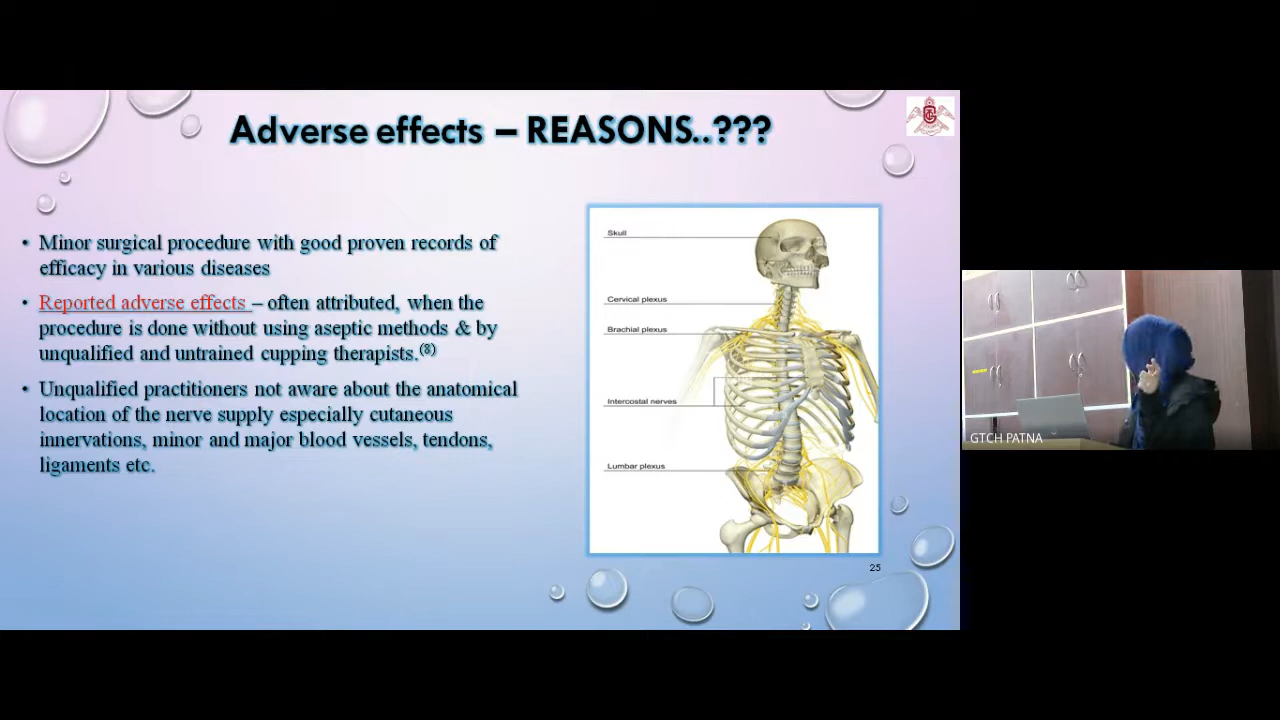 Adverse effects – REASONS..???
• Minor surgical procedure with good proven records of
efficacy in various diseases
• Reported adverse effects – often attributed, when the
procedure is done without using aseptic methods & by
unqualified and untrained cupping therapists.(8)
• Unqualified practitioners not aware about the anatomical
location of the nerve supply especially cutaneous
innervations, minor and major blood vessels, tendons,
ligaments etc.
Skull
Cervical plexus
Brachial plexus
Intercostal nerves
Lumbar plexus
25
GTCH PATNA